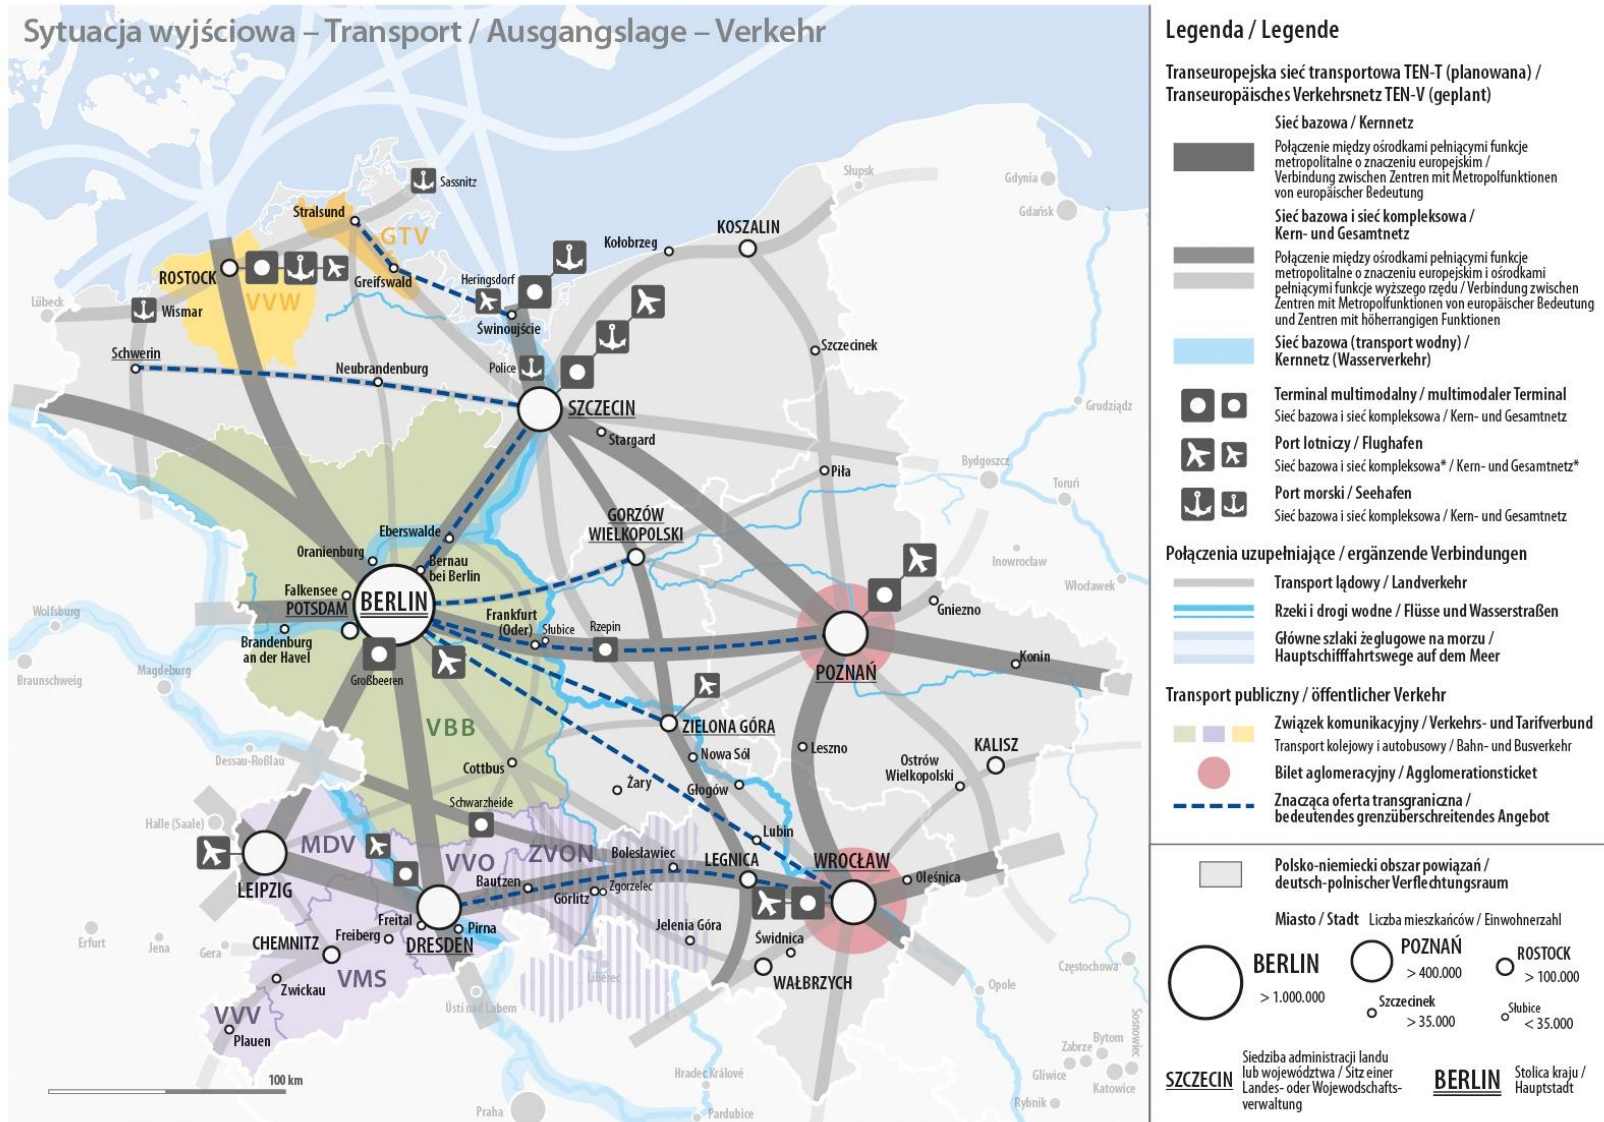 Sytuacja wyjściowa – Transport / Ausgangslage – Verkehr
Sassnitz
Stralsund
GTV
ROSTOCK
VVW
Greifswald
Heringsdorf
Świnoujście
Lübeck
Wismar
Schwerin
Neubrandenburg
Police
SZCZECIN
Stargard
Kołobrzeg
KOSZALIN
Słupsk
Gdynia
Gdańsk
Szczecinek
Grudziądz
Piła
Bydgoszcz
Toruń
Inowrocław
Włocławek
GORZÓW
WIELKOPOLSKI
Eberswalde
Oranienburg
Bernau
bei Berlin
Falkensee
POTSDAM
BERLIN
Brandenburg
an der Havel
Großbeeren
Frankfurt
(Oder)
Słubice
Rzepin
Gniezno
POZNAŃ
Konin
Wolfsburg
Braunschweig
Magdeburg
VBB
ZIELONA GÓRA
Nowa Sól
Leszno
KALISZ
Ostrów
Wielkopolski
Dessau-Roßlau
Cottbus
Żary
Głogów
Schwarzheide
Halle (Saale)
MDV
VVO
ZVON
Lubin
Bolesławiec
LEGNICA
WROCŁAW
Oleśnica
LEIPZIG
Bautzen
Görlitz
Zgorzelec
Freital
Pirna
Freiberg
DRESDEN
Jelenia Góra
Świdnica
WAŁBRZYCH
Erfurt
Jena
Gera
CHEMNITZ
VMS
Zwickau
VVV
Plauen
Liberec
Ústí nad Labem
Opole
Częstochowa
Sosnowiec
Bytom
Zabrze
Gliwice
Katowice
Rybnik
Hradec Králové
Pardubice
Praha
100 km
Legenda / Legende
Transeuropejska sieć transportowa TEN-T (planowana) /
Transeuropäisches Verkehrsnetz TEN-V (geplant)
Sieć bazowa / Kernnetz
Połączenie między ośrodkami pełniącymi funkcje
metropolitalne o znaczeniu europejskim /
Verbindung zwischen Zentren mit Metropolfunktionen
von europäischer Bedeutung
Sieć bazowa i sieć kompleksowa /
Kern- und Gesamtnetz
Połączenie między ośrodkami pełniącymi funkcje
metropolitalne o znaczeniu europejskim i ośrodkami
pełniącymi funkcje wyższego rzędu / Verbindung zwischen
Zentren mit Metropolfunktionen von europäischer Bedeutung
und Zentren mit höherrangigen Funktionen
Sieć bazowa (transport wodny) /
Kernnetz (Wasserverkehr)
Terminal multimodalny / multimodaler Terminal
Sieć bazowa i sieć kompleksowa / Kern- und Gesamtnetz
Port lotniczy / Flughafen
Sieć bazowa i sieć kompleksowa* / Kern- und Gesamtnetz*
Port morski / Seehafen
Sieć bazowa i sieć kompleksowa / Kern- und Gesamtnetz
Połączenia uzupełniające / ergänzende Verbindungen
Transport lądowy / Landverkehr
Rzeki i drogi wodne / Flüsse und Wasserstraßen
Główne szlaki żeglugowe na morzu /
Hauptschifffahrtswege auf dem Meer
Transport publiczny / öffentlicher Verkehr
Związek komunikacyjny / Verkehrs- und Tarifverbund
Transport kolejowy i autobusowy / Bahn- und Busverkehr
Bilet aglomeracyjny / Agglomerationsticket
Znacząca oferta transgraniczna /
bedeutendes grenzüberschreitendes Angebot
Polsko-niemiecki obszar powiązań /
deutsch-polnischer Verflechtungsraum
Miasto / Stadt Liczba mieszkańców / Einwohnerzahl
BERLIN
> 1.000.000
POZNAŃ
> 400.000
ROSTOCK
> 100.000
Szczecinek
> 35.000
Słubice
< 35.000
SZCZECIN
Siedziba administracji landu
lub województwa / Sitz einer
Landes- oder Wojewodschafts-
verwaltung
BERLIN
Stolica kraju /
Hauptstadt